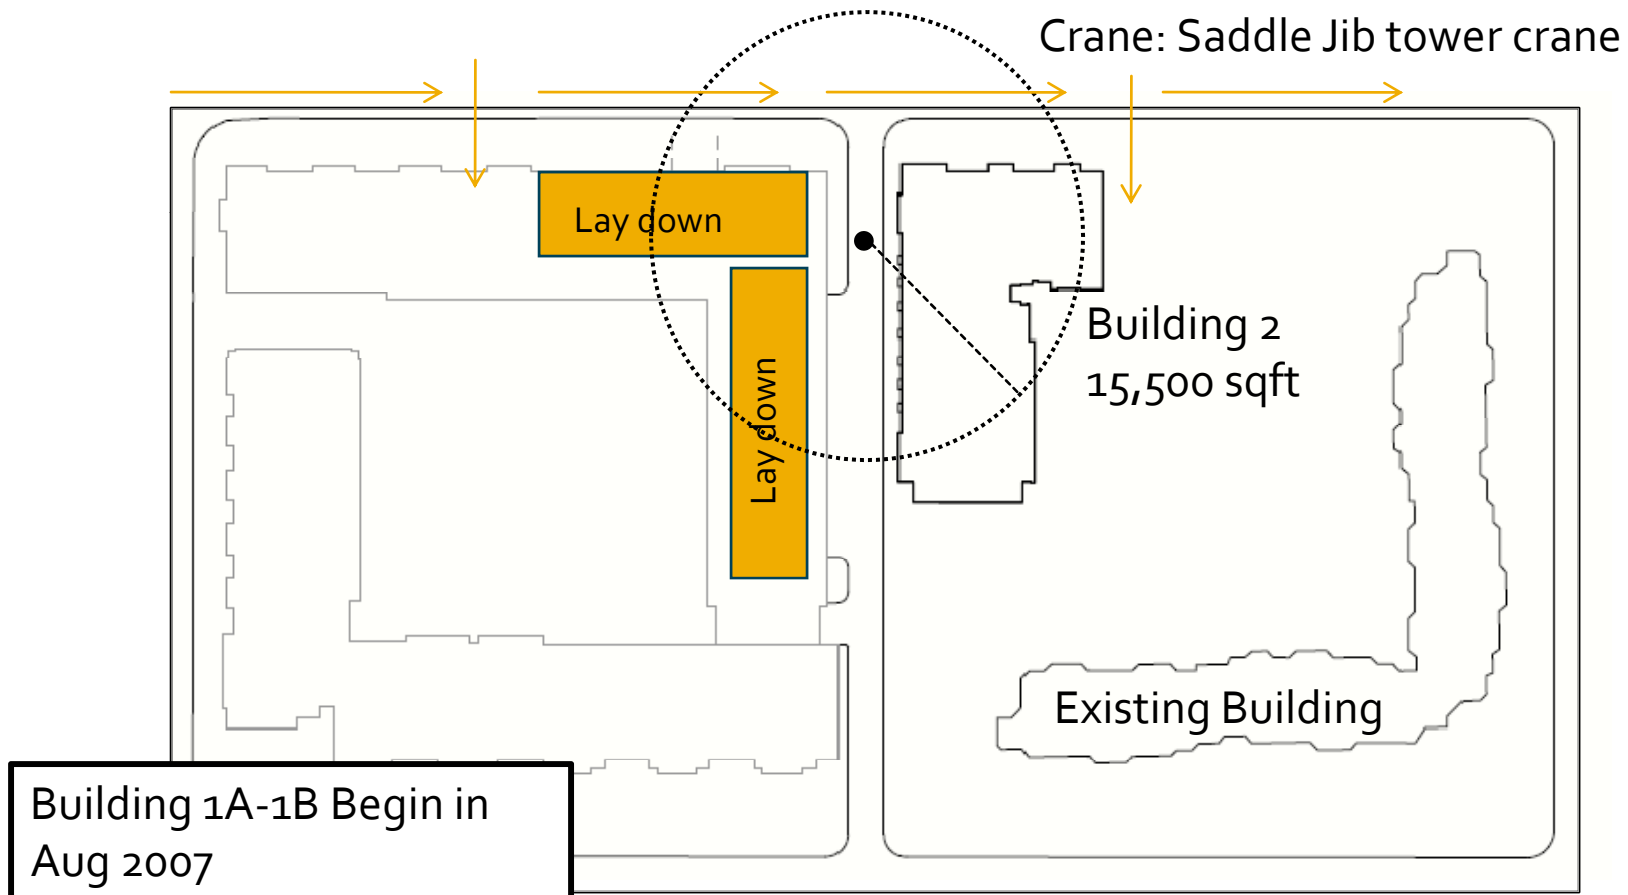 Crane: Saddle Jib tower crane
Lay down
Lay down
Building 2
15,500 sqft
Existing Building
Building 1A-1B Begin in
Aug 2007